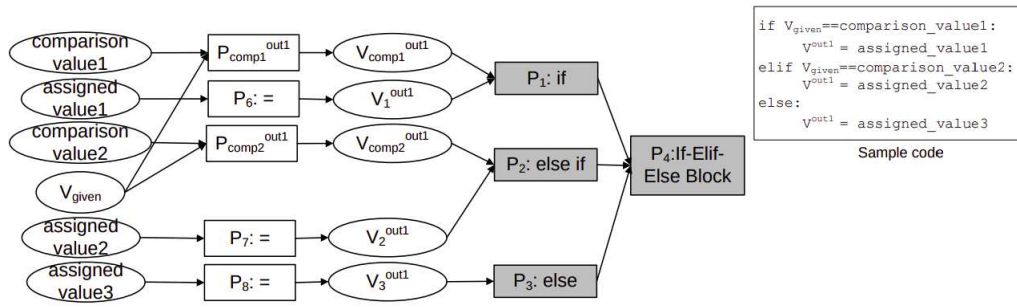 comparison
value1
P_comp1^out1
V_comp1^out1
assigned
value1
P₆: =
V₁^out1
P₁: if
comparison
value2
P_comp2^out1
V_comp2^out1
P₂: else if
P₄:If-Elif-
Else Block
V_given
assigned
value2
P₇: =
V₂^out1
assigned
value3
P₈: =
V₃^out1
P₃: else
if V_given==comparison_value1:
V^out1 = assigned_value1
elif V_given==comparison_value2:
V^out1 = assigned_value2
else:
V^out1 = assigned_value3
Sample code